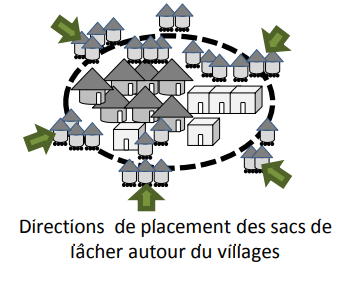 Directions de placement des sacs de
lâcher autour du villages